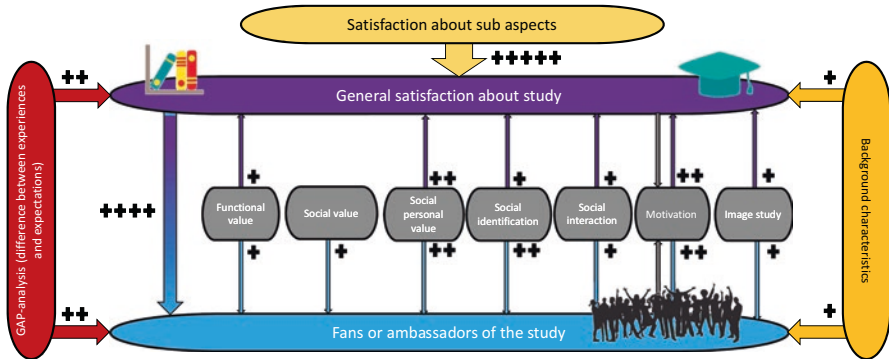 Satisfaction about sub aspects
+++++
++
+
General satisfaction about study
GAP-analysis (difference between experiences
and expectations)
Background characteristics
++++
+
++
+
+
++
+
Functional
value
Social value
Social
personal
value
Social
identification
Social
interaction
Motivation
Image study
+
+
++
++
+
++
+
++
+
Fans or ambassadors of the study